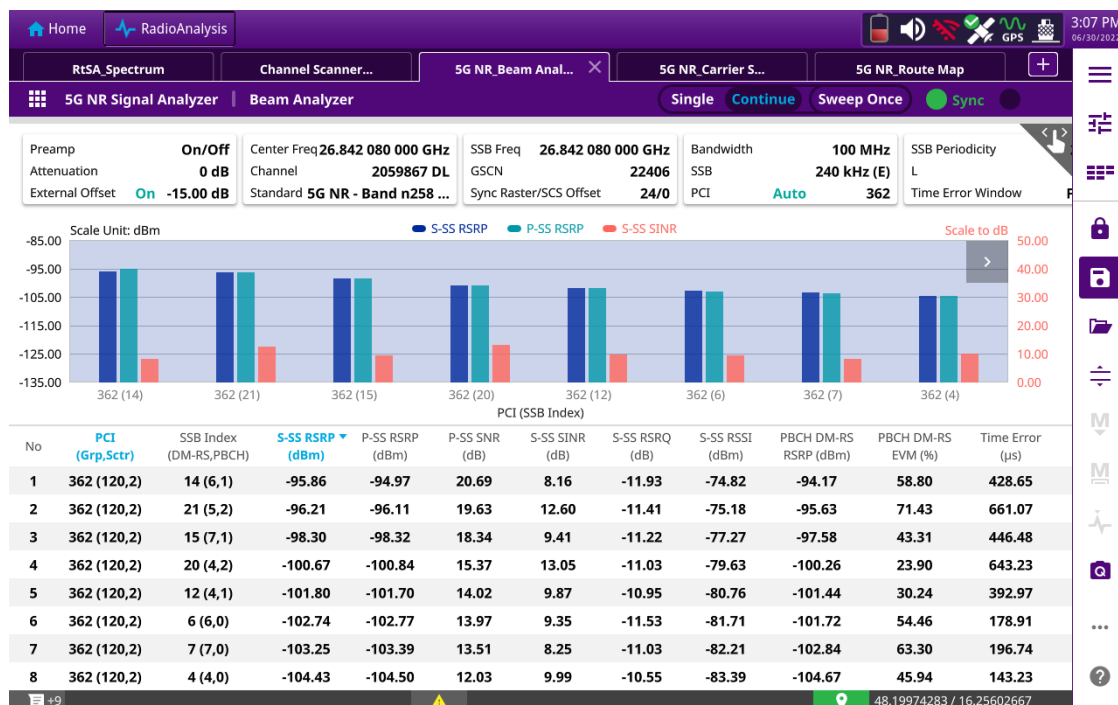 Home RadioAnalysis GPS 3:07 PM
06/30/2022
RtSA_Spectrum Channel Scanner... 5G NR_Beam Anal... 5G NR_Carrier S... 5G NR_Route Map +
5G NR Signal Analyzer Beam Analyzer Single Continue Sweep Once Sync
Preamp On/Off Center Freq 26.842 080 000 GHz SSB Freq 26.842 080 000 GHz Bandwidth 100 MHz SSB Periodicity
Attenuation 0 dB Channel 2059867 DL GSCN 22406 SSB 240 kHz (E) L
External Offset On -15.00 dB Standard 5G NR - Band n258 ... Sync Raster/SCS Offset 24/0 PCI Auto 362 Time Error Window
Scale Unit: dBm S-SS RSRP P-SS RSRP S-SS SINR Scale to dB
-85.00 50.00
-95.00 40.00
-105.00 30.00
-115.00 20.00
-125.00 10.00
-135.00 0.00
362 (14) 362 (21) 362 (15) 362 (20) 362 (12) 362 (6) 362 (7) 362 (4)
PCI (SSB Index)
No PCI (Grp,Sctr) SSB Index (DM-RS,PBCH) S-SS RSRP (dBm) P-SS RSRP (dBm) P-SS SNR (dB) S-SS SINR (dB) S-SS RSRQ (dB) S-SS RSSI (dBm) PBCH DM-RS RSRP (dBm) PBCH DM-RS EVM (%) Time Error (µs)
1 362 (120,2) 14 (6,1) -95.86 -94.97 20.69 8.16 -11.93 -74.82 -94.17 58.80 428.65
2 362 (120,2) 21 (5,2) -96.21 -96.11 19.63 12.60 -11.41 -75.18 -95.63 71.43 661.07
3 362 (120,2) 15 (7,1) -98.30 -98.32 18.34 9.41 -11.22 -77.27 -97.58 43.31 446.48
4 362 (120,2) 20 (4,2) -100.67 -100.84 15.37 13.05 -11.03 -79.63 -100.26 23.90 643.23
5 362 (120,2) 12 (4,1) -101.80 -101.70 14.02 9.87 -10.95 -80.76 -101.44 30.24 392.97
6 362 (120,2) 6 (6,0) -102.74 -102.77 13.97 9.35 -11.53 -81.71 -101.72 54.46 178.91
7 362 (120,2) 7 (7,0) -103.25 -103.39 13.51 8.25 -11.03 -82.21 -102.84 63.30 196.74
8 362 (120,2) 4 (4,0) -104.43 -104.50 12.03 9.99 -10.55 -83.39 -104.67 45.94 143.23
+9 48.19974283 / 16.25602667